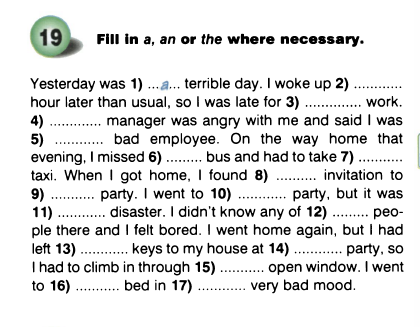 19 Fill in a, an or the where necessary.
Yesterday was 1) ...a... terrible day. I woke up 2) ............
hour later than usual, so I was late for 3) .............. work.
4) ............. manager was angry with me and said I was
5) ............ bad employee. On the way home that
evening, I missed 6) ......... bus and had to take 7) ...........
taxi. When I got home, I found 8) .......... invitation to
9) ........... party. I went to 10) ........... party, but it was
11) ............ disaster. I didn't know any of 12) ......... peo-
ple there and I felt bored. I went home again, but I had
left 13) ............ keys to my house at 14) ............ party, so
I had to climb in through 15) ........... open window. I went
to 16) ........... bed in 17) ............ very bad mood.